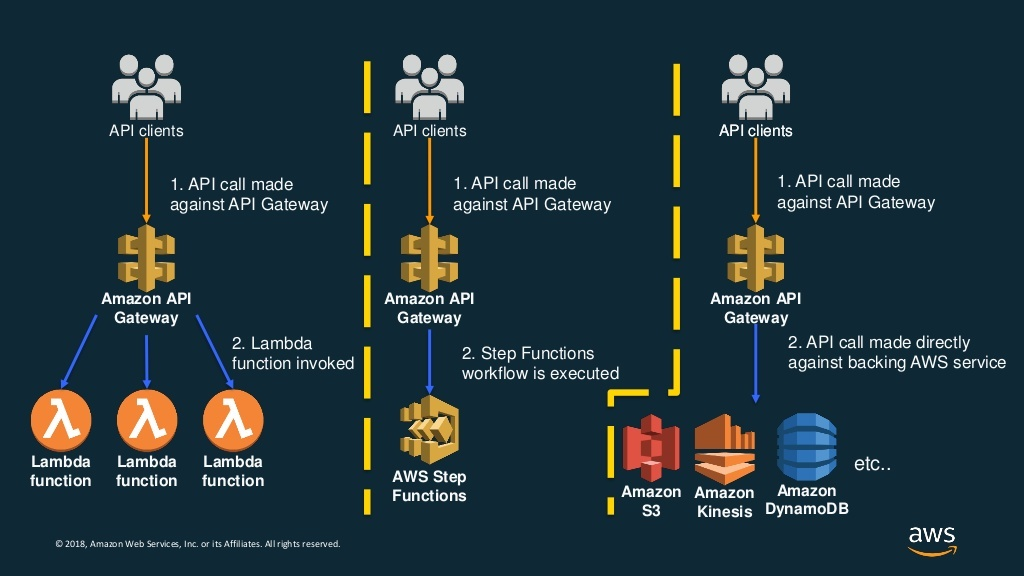 API clients
1. API call made
against API Gateway
Amazon API
Gateway
2. Lambda
function invoked
Lambda
function
Lambda
function
Lambda
function
API clients
1. API call made
against API Gateway
Amazon API
Gateway
2. Step Functions
workflow is executed
AWS Step
Functions
API clients
1. API call made
against API Gateway
Amazon API
Gateway
2. API call made directly
against backing AWS service
Amazon
S3
Amazon
Kinesis
Amazon
DynamoDB
etc..
© 2018, Amazon Web Services, Inc. or its Affiliates. All rights reserved.
aws